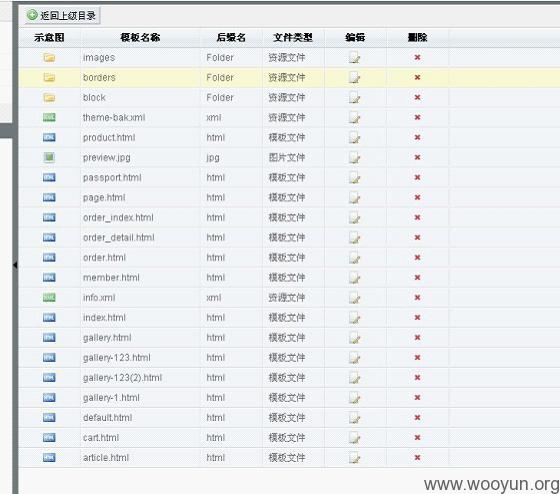 返回上级目录
示意图 模板名称 后缀名 文件类型 编辑 删除
images Folder 资源文件
borders Folder 资源文件
block Folder 资源文件
theme-bak.xml xml 资源文件
product.html html 模板文件
preview.jpg jpg 图片文件
passport.html html 模板文件
page.html html 模板文件
order_index.html html 模板文件
order_detail.html html 模板文件
order.html html 模板文件
member.html html 模板文件
info.xml xml 资源文件
index.html html 模板文件
gallery.html html 模板文件
gallery-123.html html 模板文件
gallery-123(2).html html 模板文件
gallery-1.html html 模板文件
default.html html 模板文件
cart.html html 模板文件
article.html html 模板文件
www.wooyun.org